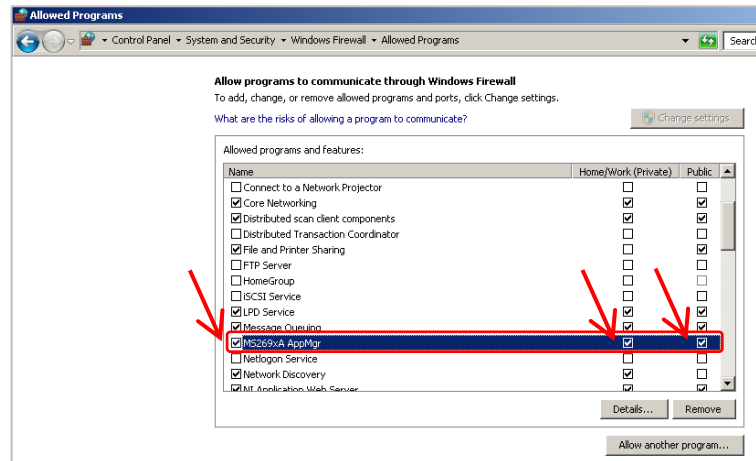 Allowed Programs
Control Panel System and Security Windows Firewall Allowed Programs Search
Allow programs to communicate through Windows Firewall
To add, change, or remove allowed programs and ports, click Change settings.
What are the risks of allowing a program to communicate? Change settings
Allowed programs and features:
Name Home/Work (Private) Public
Connect to a Network Projector
Core Networking
Distributed scan client components
Distributed Transaction Coordinator
File and Printer Sharing
FTP Server
HomeGroup
iSCSI Service
LPD Service
Message Queuing
MS269xA AppMgr
Netlogon Service
Network Discovery
NI Application Web Server
Details... Remove
Allow another program...